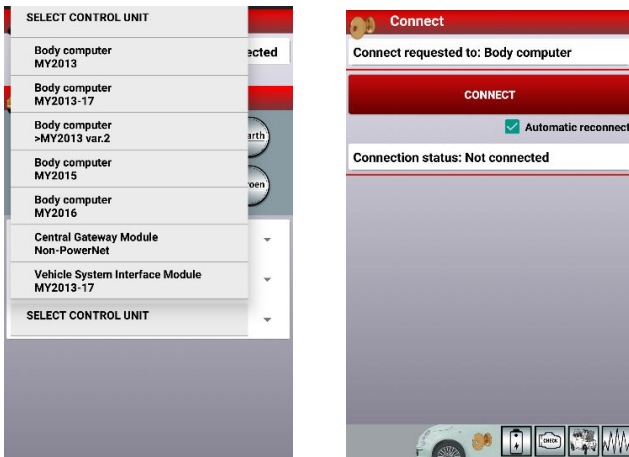 SELECT CONTROL UNIT
Body computer
MY2013
Body computer
MY2013-17
Body computer
>MY2013 var.2
Body computer
MY2015
Body computer
MY2016
Central Gateway Module
Non-PowerNet
Vehicle System Interface Module
MY2013-17
SELECT CONTROL UNIT
ected
arth
oen
Connect
Connect requested to: Body computer
CONNECT
Automatic reconnect
Connection status: Not connected
CHECK